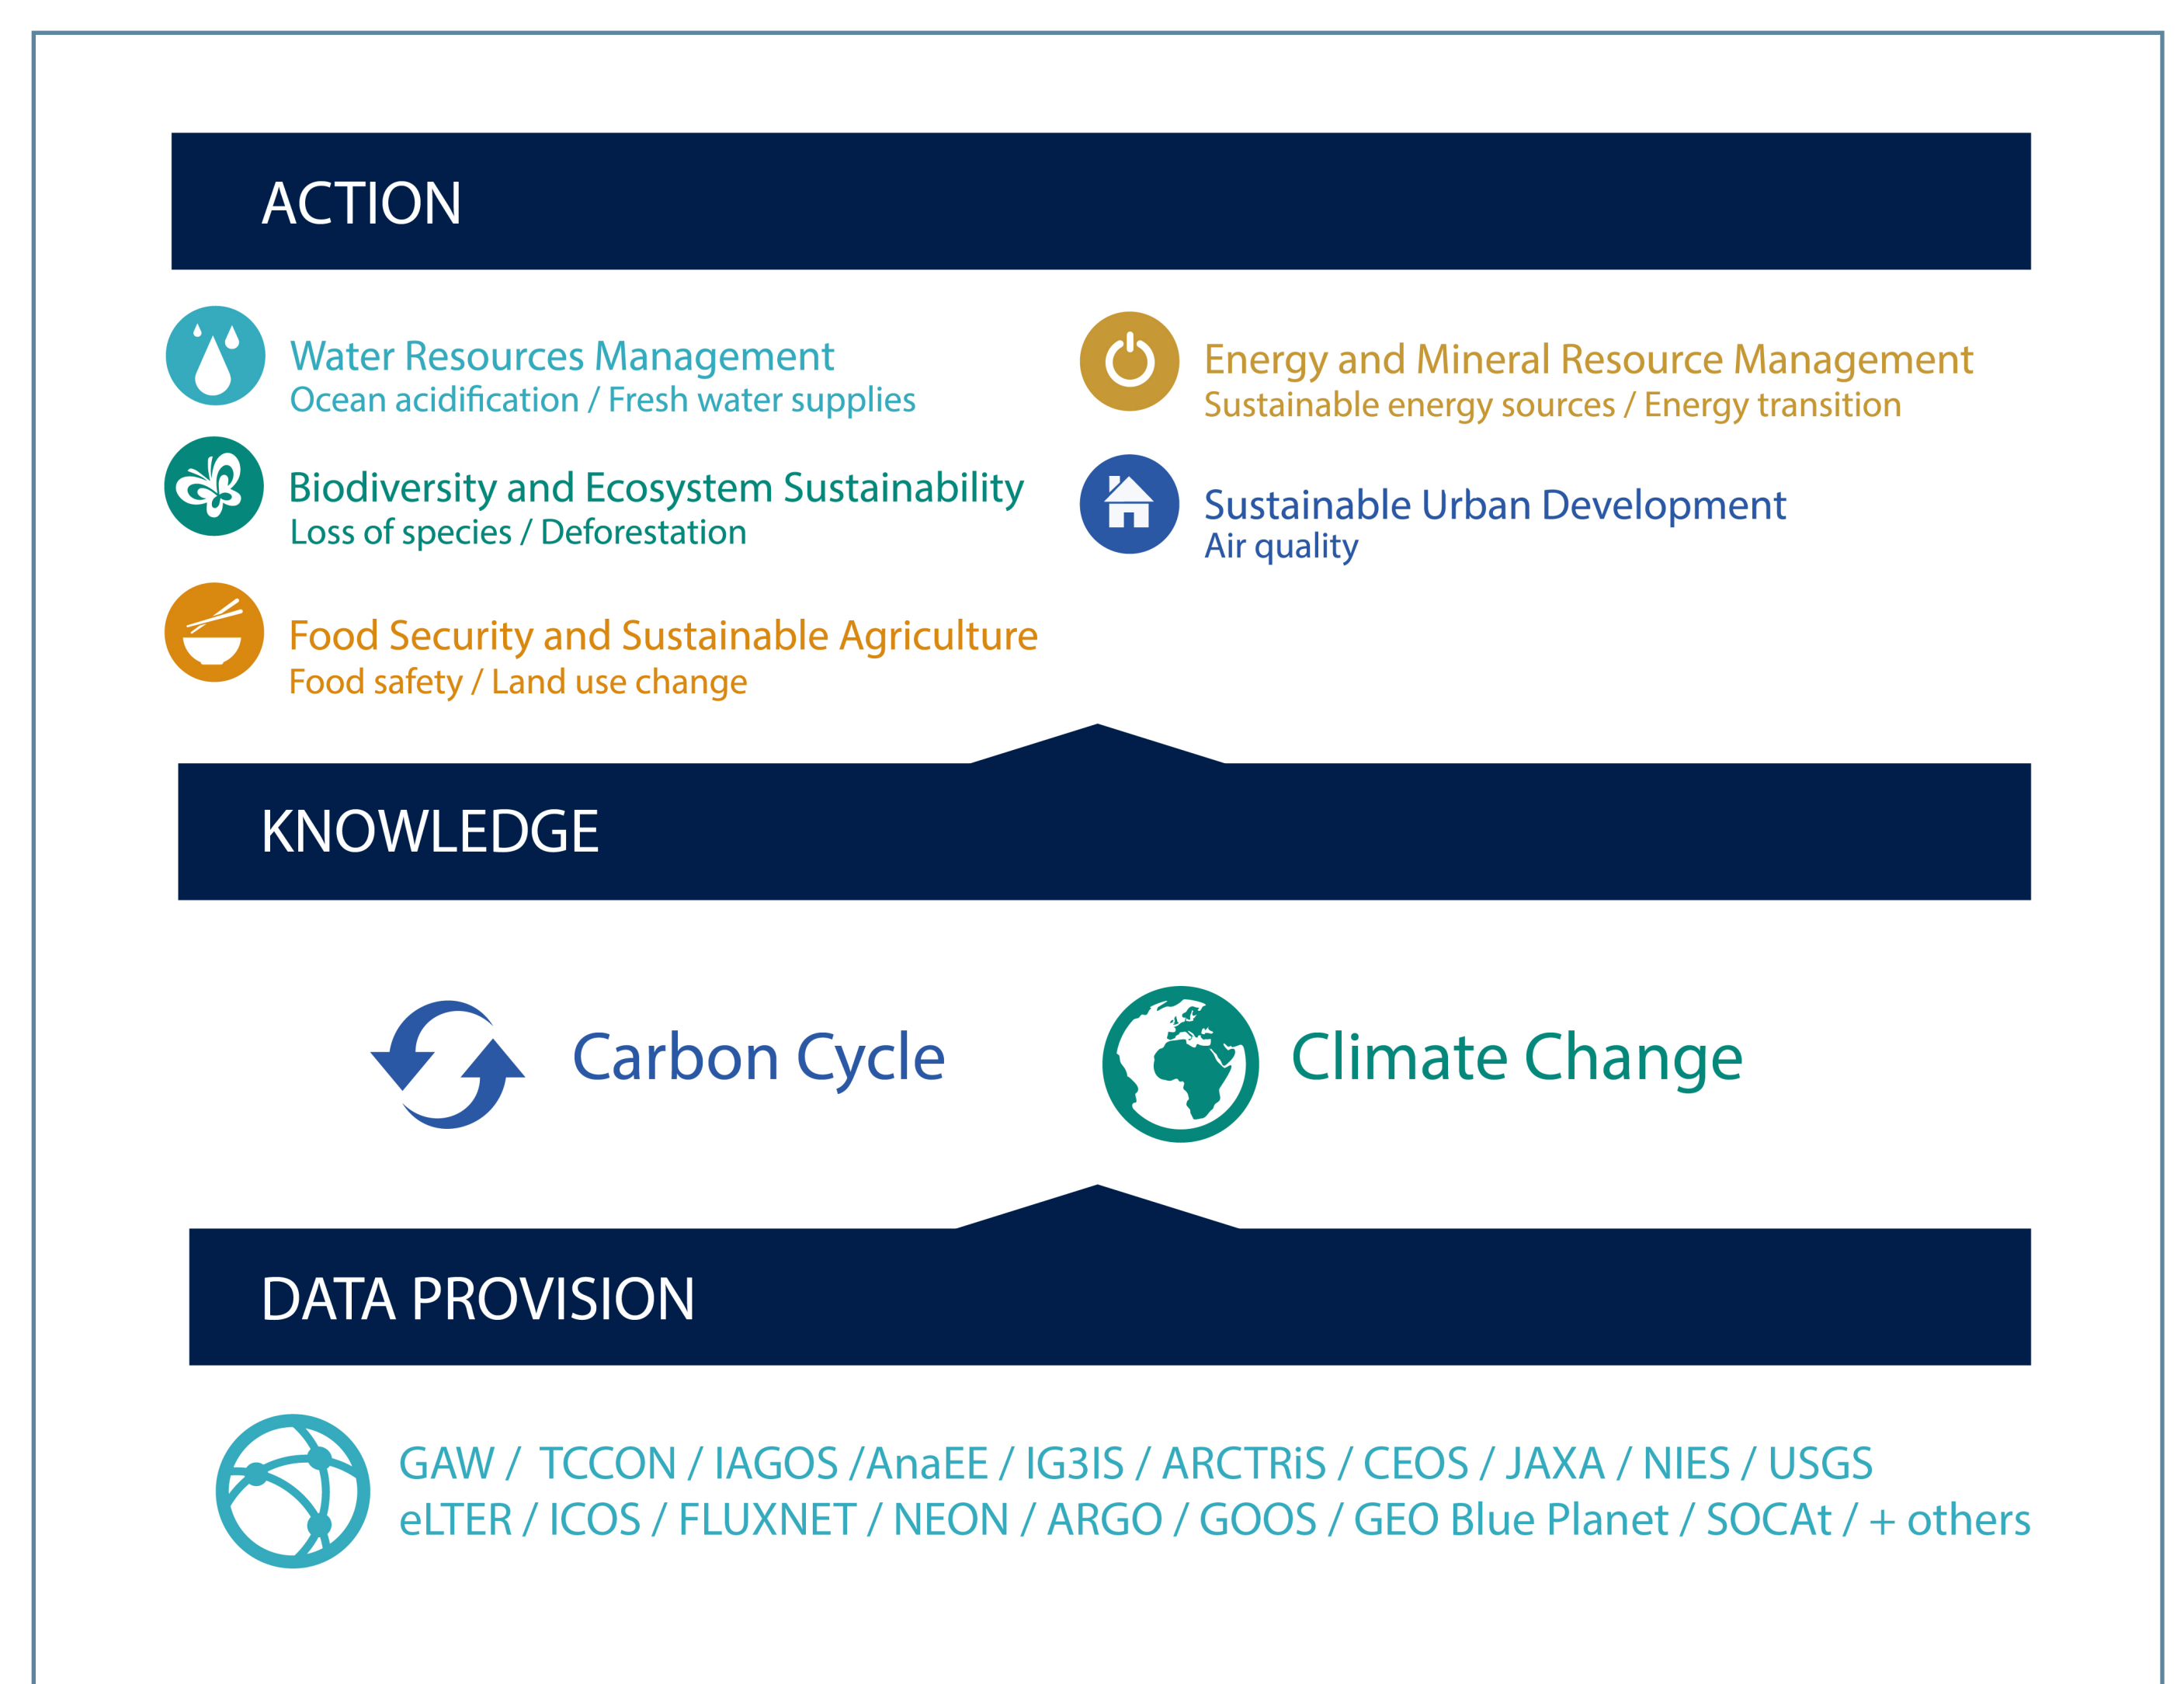 ACTION
Water Resources Management
Ocean acidification / Fresh water supplies
Energy and Mineral Resource Management
Sustainable energy sources / Energy transition
Biodiversity and Ecosystem Sustainability
Loss of species / Deforestation
Sustainable Urban Development
Air quality
Food Security and Sustainable Agriculture
Food safety / Land use change
KNOWLEDGE
Carbon Cycle
Climate Change
DATA PROVISION
GAW / TCCON / IAGOS /AnaEE / IG3IS / ARCTRiS / CEOS / JAXA / NIES / USGS
eLTER / ICOS / FLUXNET / NEON / ARGO / GOOS / GEO Blue Planet / SOCAt / + others